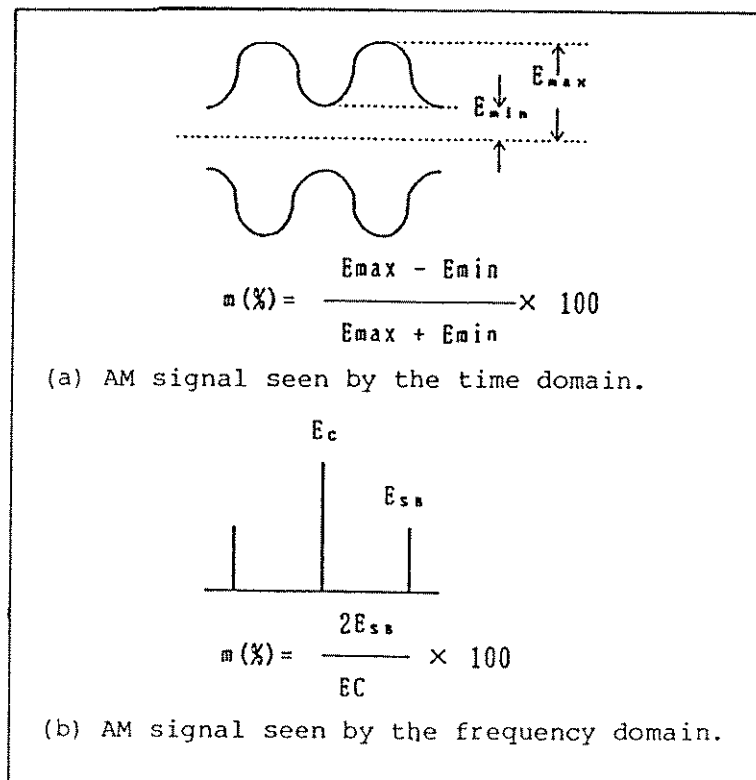 Emax
Emin
Emax - Emin
m(%)= × 100
Emax + Emin
(a) AM signal seen by the time domain.
Ec
ESB
2ESB
m(%)= × 100
EC
(b) AM signal seen by the frequency domain.